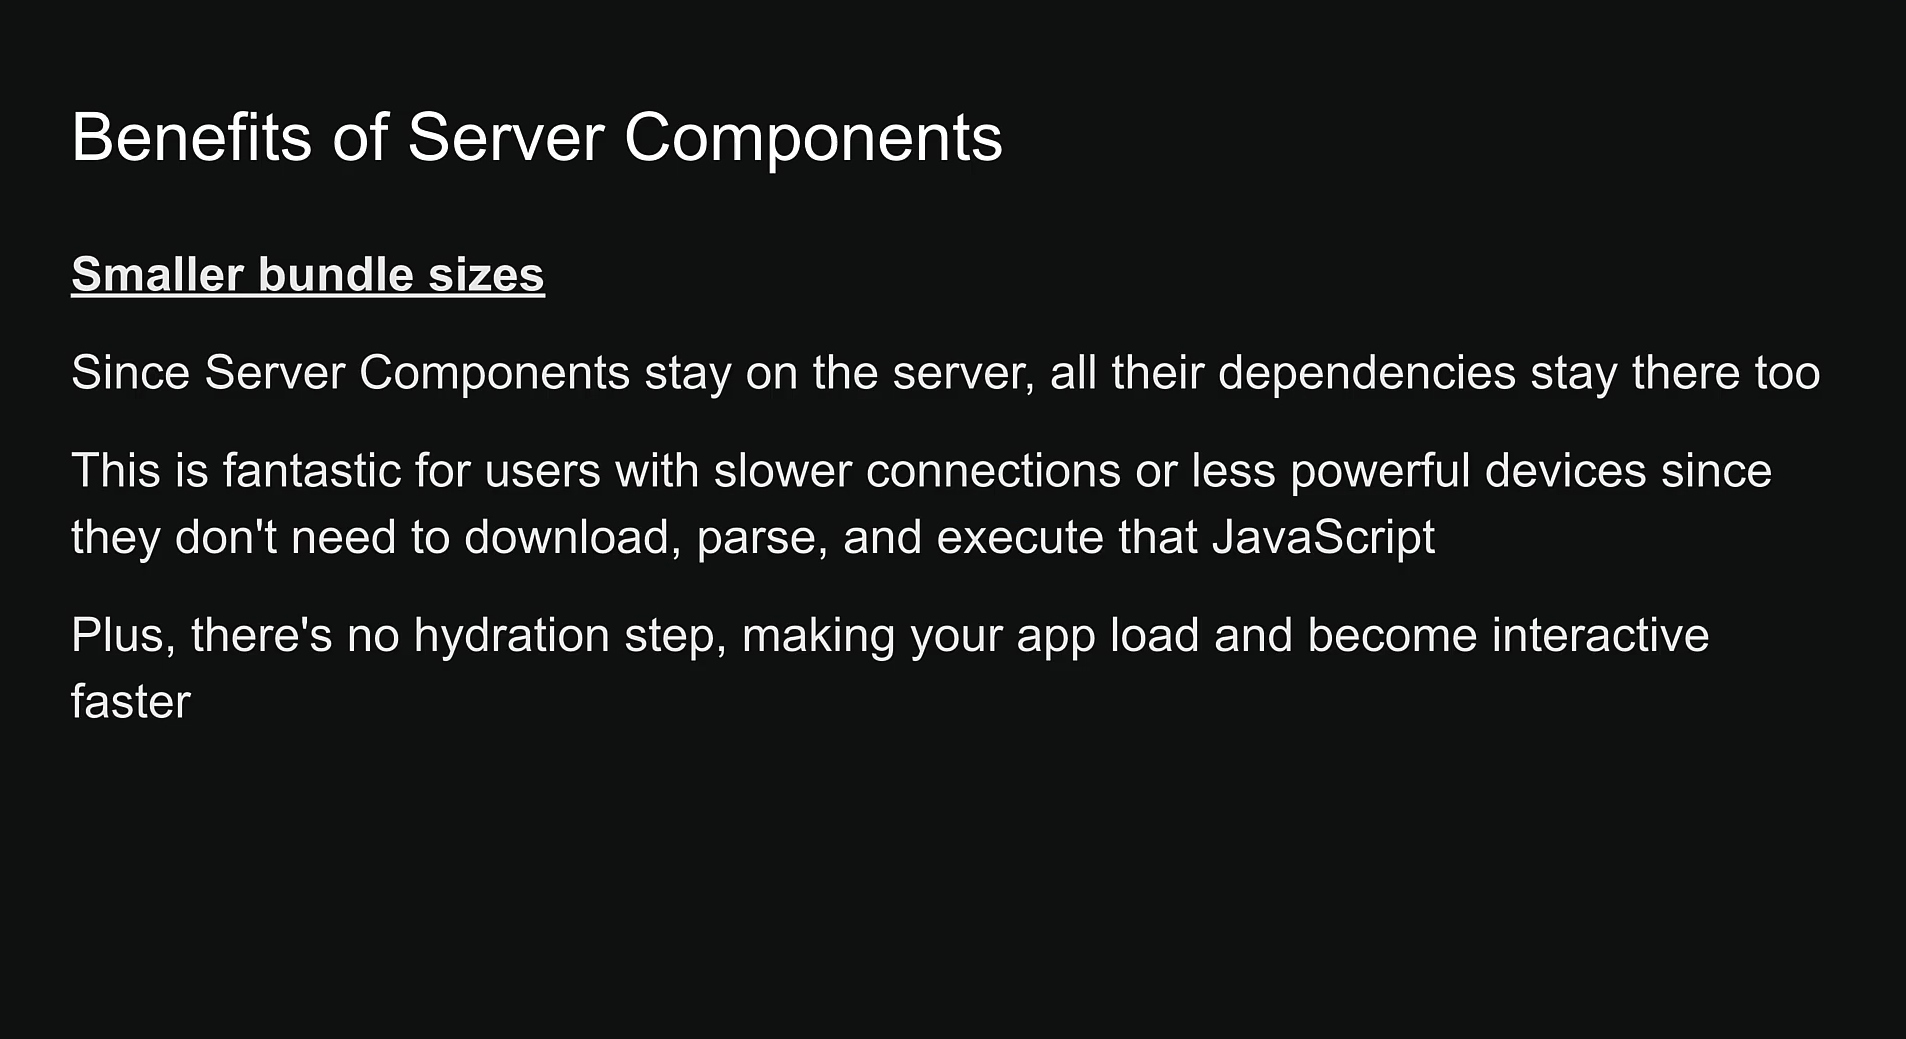 Benefits of Server Components
Smaller bundle sizes
Since Server Components stay on the server, all their dependencies stay there too
This is fantastic for users with slower connections or less powerful devices since
they don't need to download, parse, and execute that JavaScript
Plus, there's no hydration step, making your app load and become interactive
faster